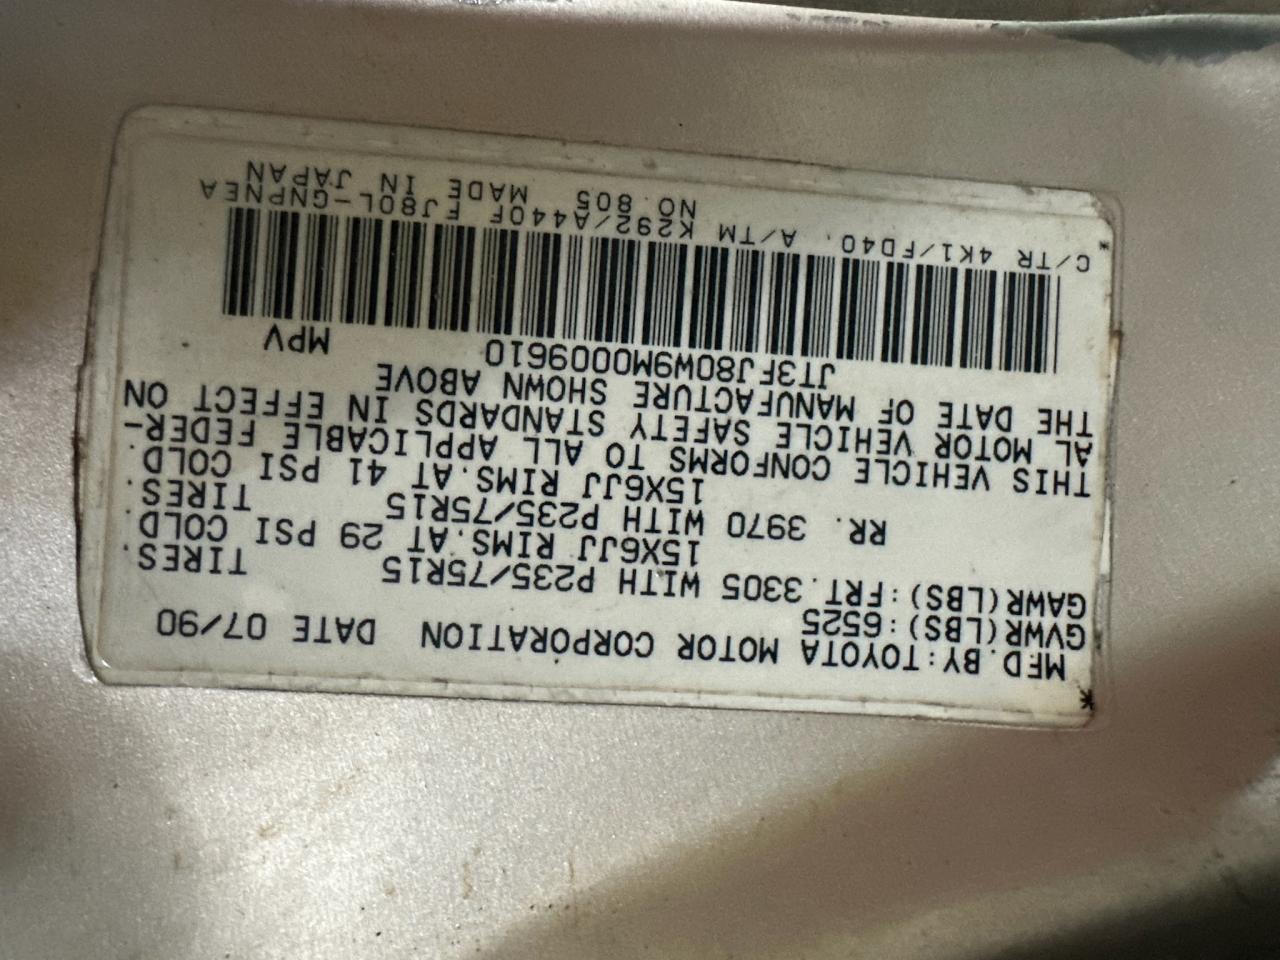 MFD.BY:TOYOTA MOTOR CORPORATION DATE 07/90
GVWR(LBS):6525
GAWR(LBS):FRT.3305 WITH P235/75R15 TIRES.
15X6JJ RIMS.AT 29 PSI COLD.
RR. 3970 WITH P235/75R15 TIRES.
15X6JJ RIMS.AT 41 PSI COLD.
THIS VEHICLE CONFORMS TO ALL APPLICABLE FEDER-
AL MOTOR VEHICLE SAFETY STANDARDS IN EFFECT ON
THE DATE OF MANUFACTURE SHOWN ABOVE
JT3FJ80W9M0009610 MPV
C/TR 4K1/FD40. A/TM K292/A440F FJ80L-GNPNEA
NO.805 MADE IN JAPAN